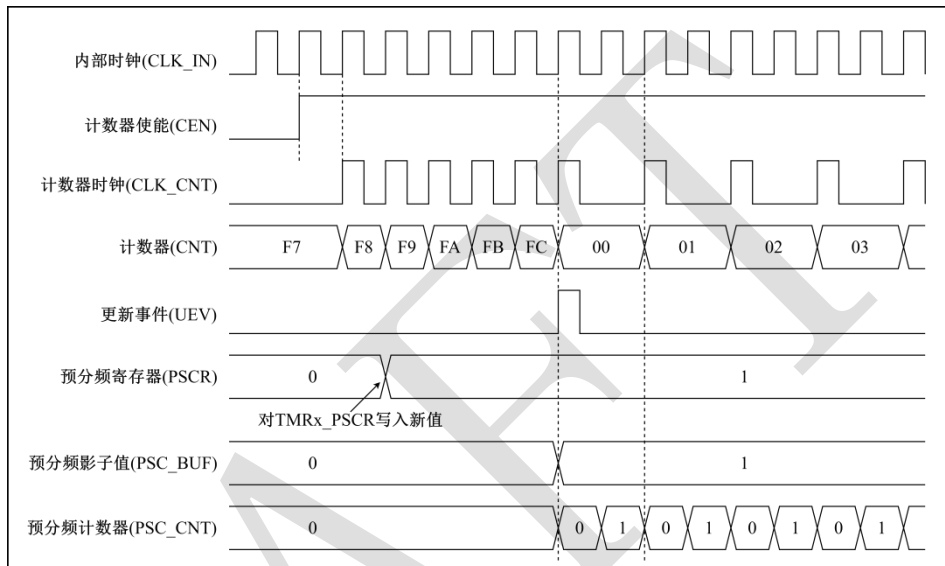 内部时钟(CLK_IN)
计数器使能(CEN)
计数器时钟(CLK_CNT)
计数器(CNT) F7 F8 F9 FA FB FC 00 01 02 03
更新事件(UEV)
预分频寄存器(PSCR) 0 1
对TMRx_PSCR写入新值
预分频影子值(PSC_BUF) 0 1
预分频计数器(PSC_CNT) 0 0 1 0 1 0 1 0 1